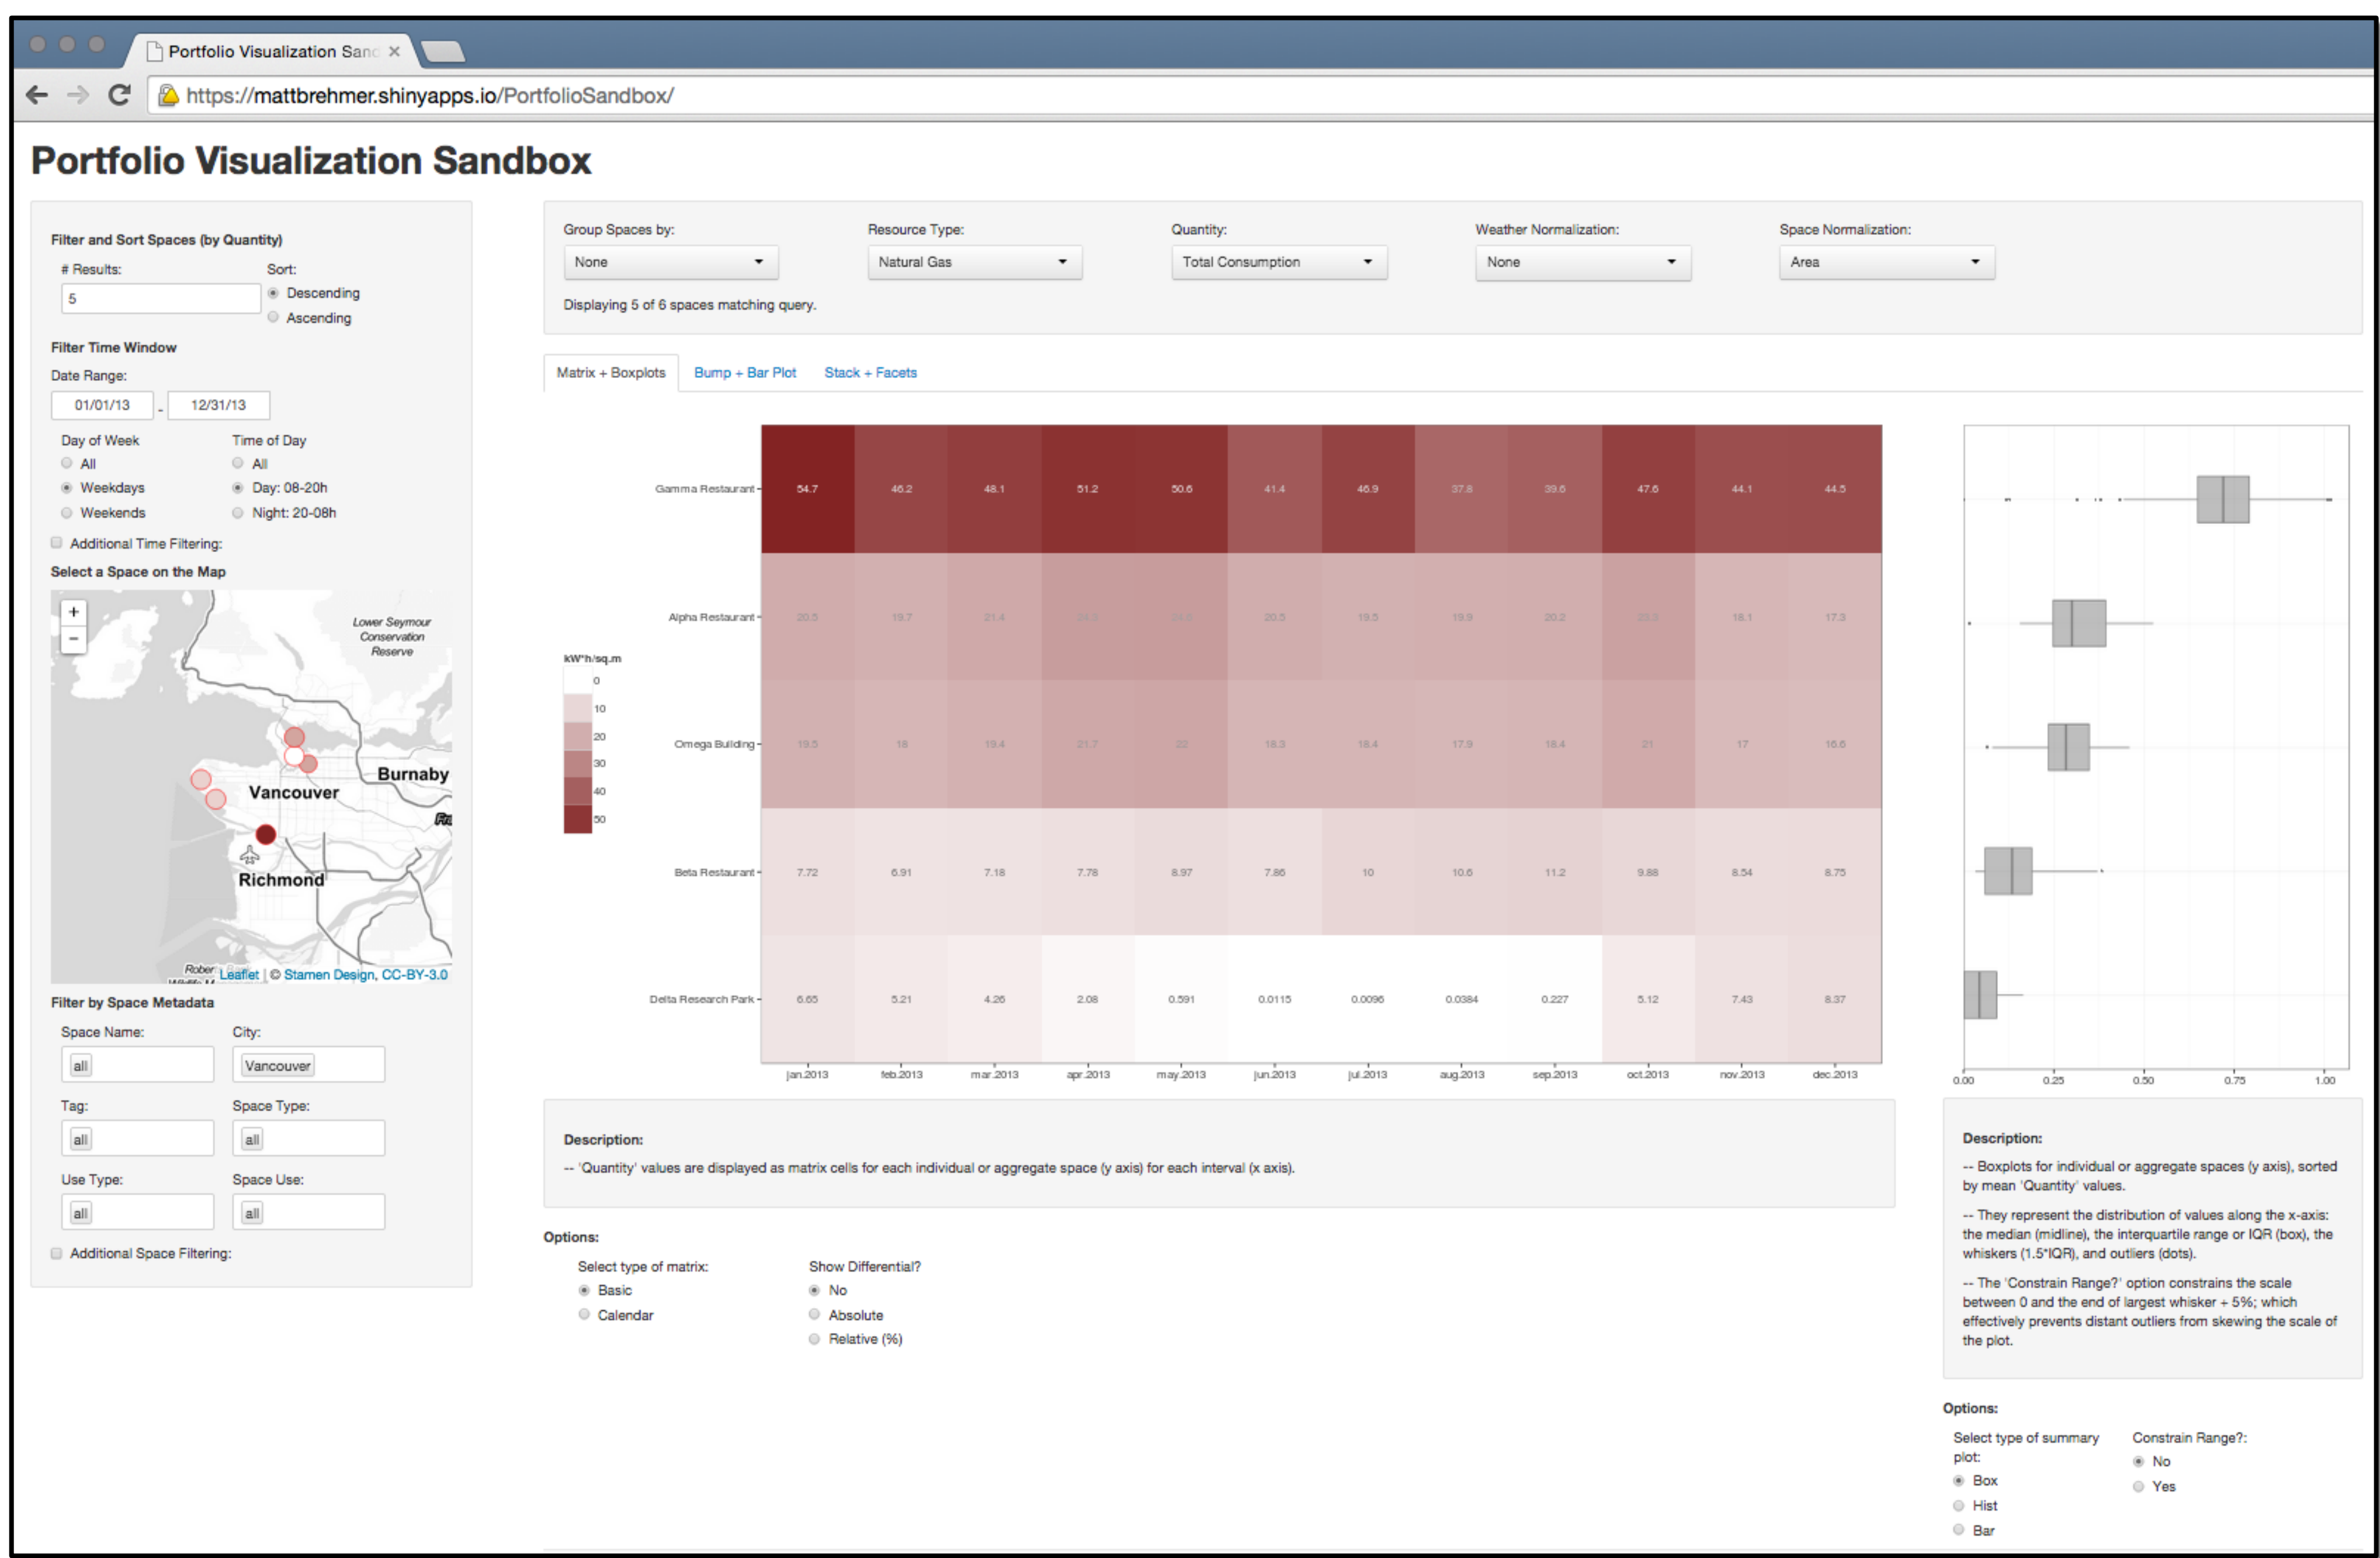 Portfolio Visualization Sand
https://mattbrehmer.shinyapps.io/PortfolioSandbox/
Portfolio Visualization Sandbox
Filter and Sort Spaces (by Quantity)
# Results: Sort:
5
Descending
Ascending
Filter Time Window
Date Range:
01/01/13 - 12/31/13
Day of Week Time of Day
All All
Weekdays Day: 08-20h
Weekends Night: 20-08h
Additional Time Filtering:
Select a Space on the Map
+
−
Lower Seymour
Conservation
Reserve
Burnaby
Vancouver
Richmond
Leaflet | © Stamen Design, CC-BY-3.0
Filter by Space Metadata
Space Name: City:
all Vancouver
Tag: Space Type:
all all
Use Type: Space Use:
all all
Additional Space Filtering:
Group Spaces by: Resource Type: Quantity: Weather Normalization: Space Normalization:
None Natural Gas Total Consumption None Area
Displaying 5 of 6 spaces matching query.
Matrix + Boxplots Bump + Bar Plot Stack + Facets
kW*h/sq.m
0
10
20
30
40
50
Gamma Restaurant 54.7 46.2 48.1 51.2 50.6 41.4 46.9 37.8 39.6 47.6 44.1 44.5
Alpha Restaurant 20.5 19.7 21.4 20.5 19.5 19.9 20.2 18.1 17.3
Omega Building 19.5 18 19.4 21.7 22 18.3 18.4 17.9 18.4 21 17 16.6
Beta Restaurant 7.72 6.91 7.18 7.78 8.97 7.86 10 10.6 11.2 9.88 8.54 8.75
Delta Research Park 6.65 5.21 4.26 2.08 0.591 0.0115 0.0096 0.0384 0.227 5.12 7.43 8.37
jan.2013 feb.2013 mar.2013 apr.2013 may.2013 jun.2013 jul.2013 aug.2013 sep.2013 oct.2013 nov.2013 dec.2013
0.00 0.25 0.50 0.75 1.00
Description:
-- 'Quantity' values are displayed as matrix cells for each individual or aggregate space (y axis) for each interval (x axis).
Options:
Select type of matrix: Show Differential?
Basic No
Calendar Absolute
Relative (%)
Description:
-- Boxplots for individual or aggregate spaces (y axis), sorted
by mean 'Quantity' values.
-- They represent the distribution of values along the x-axis:
the median (midline), the interquartile range or IQR (box), the
whiskers (1.5*IQR), and outliers (dots).
-- The 'Constrain Range?' option constrains the scale
between 0 and the end of largest whisker + 5%; which
effectively prevents distant outliers from skewing the scale of
the plot.
Options:
Select type of summary
plot:
Constrain Range?:
Box
Hist
Bar
No
Yes